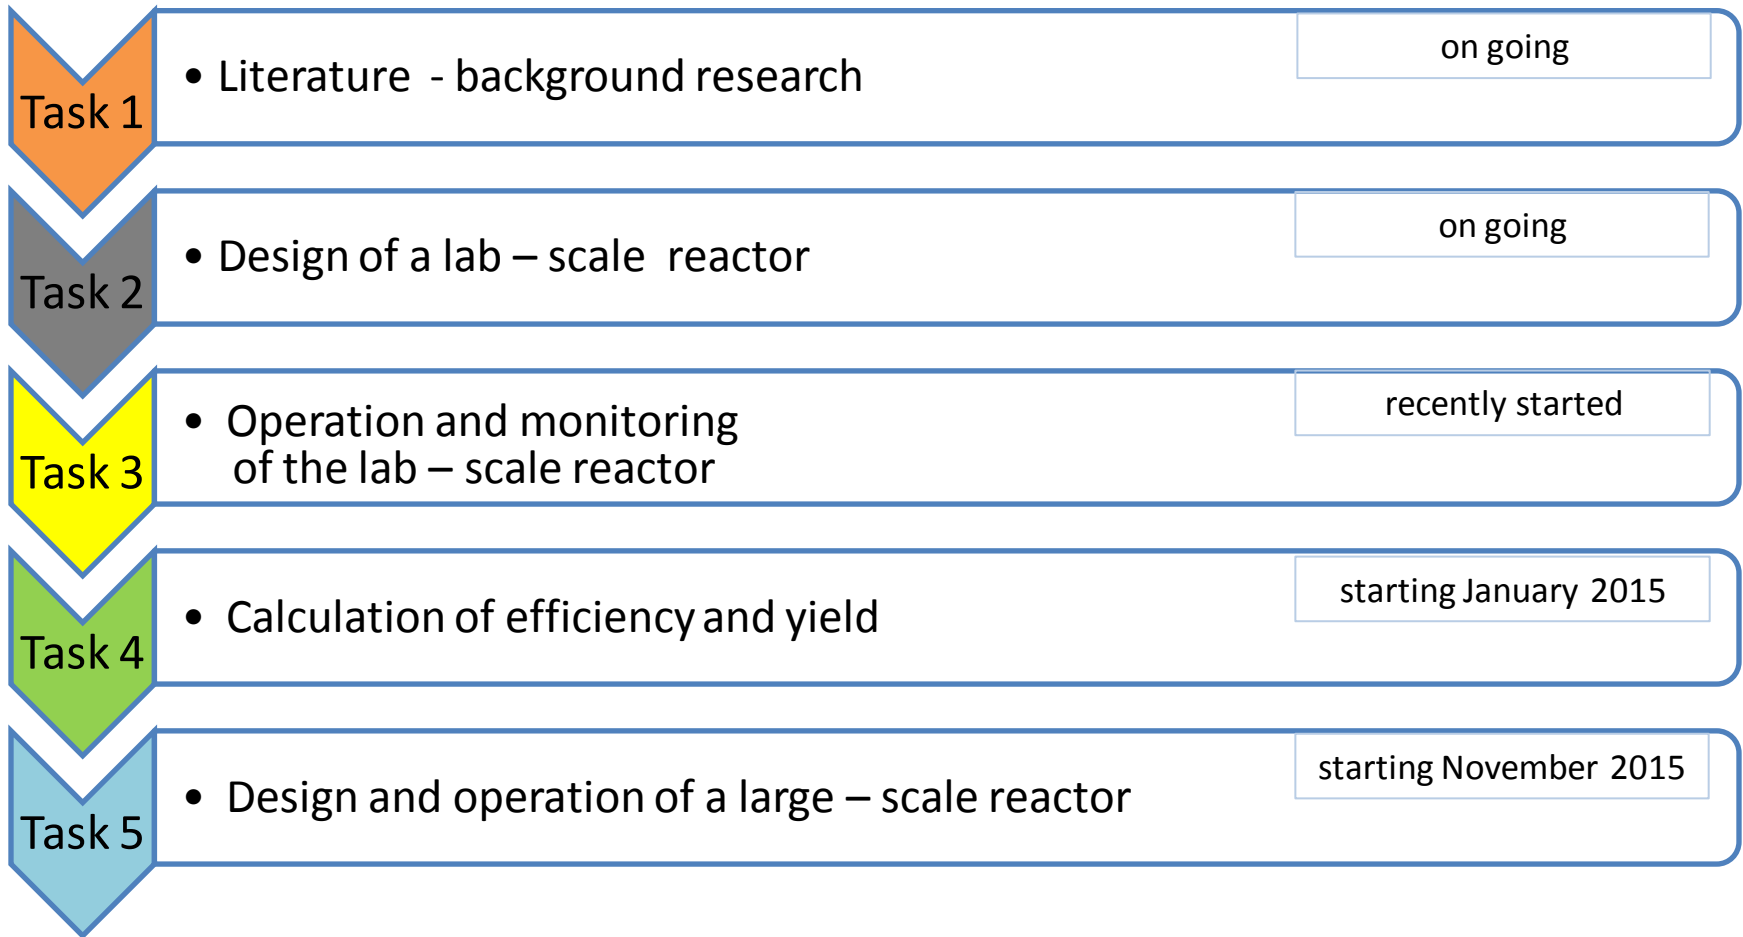 Task 1
• Literature - background research
on going
Task 2
• Design of a lab – scale reactor
on going
Task 3
• Operation and monitoring
of the lab – scale reactor
recently started
Task 4
• Calculation of efficiency and yield
starting January 2015
Task 5
• Design and operation of a large – scale reactor
starting November 2015